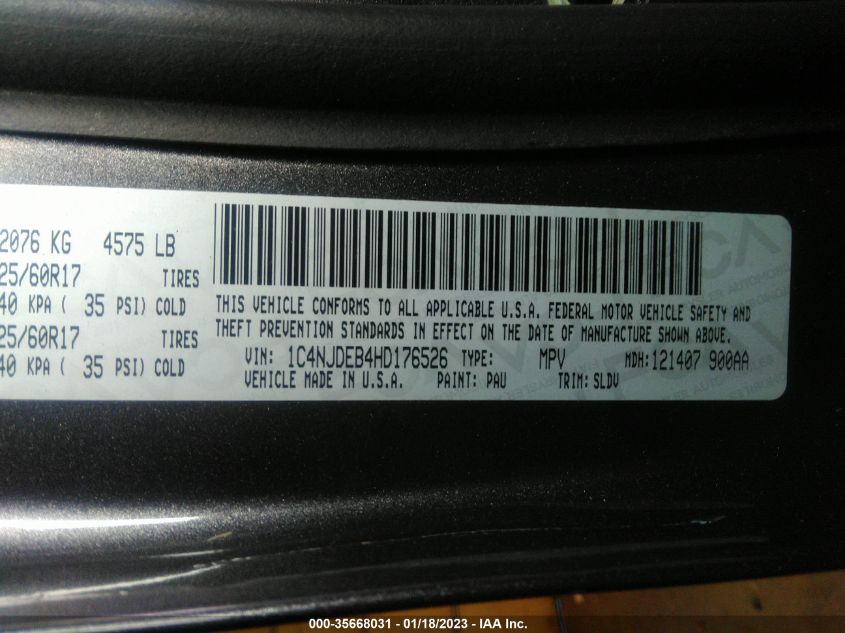 2076 KG 4575 LB
25/60R17 TIRES
40 KPA ( 35 PSI) COLD
25/60R17 TIRES
40 KPA ( 35 PSI) COLD
THIS VEHICLE CONFORMS TO ALL APPLICABLE U.S.A. FEDERAL MOTOR VEHICLE SAFETY AND
THEFT PREVENTION STANDARDS IN EFFECT ON THE DATE OF MANUFACTURE SHOWN ABOVE.
VIN: 1C4NJDEB4HD176526 TYPE: MPV MDH:121407 900AA
VEHICLE MADE IN U.S.A. PAINT: PAU TRIM: SLDV
000-35668031 - 01/18/2023 - IAA Inc.